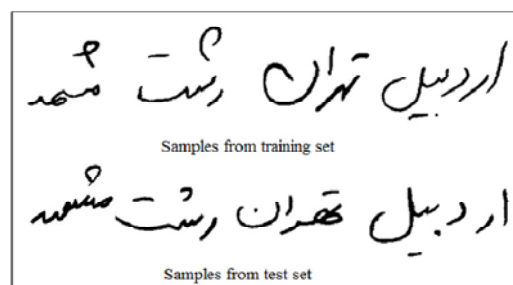 اردبیل تهران رشت مشهد
Samples from training set
اردبیل تهران رشت مشهد
Samples from test set